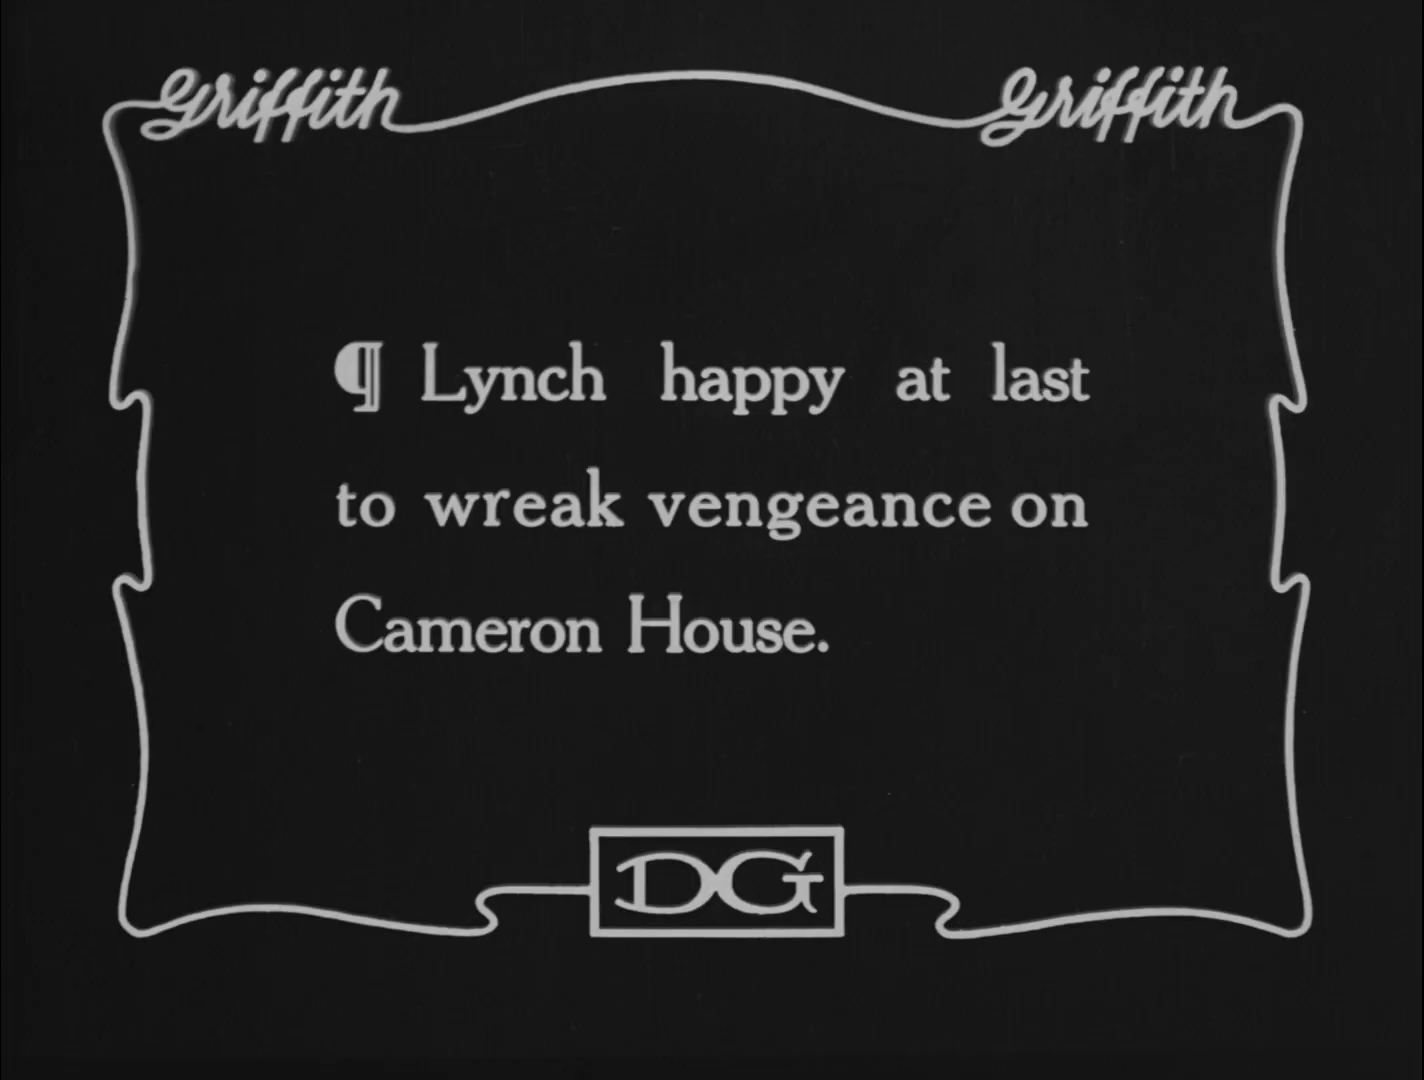 Griffith Griffith
¶ Lynch happy at last
to wreak vengeance on
Cameron House.
DG